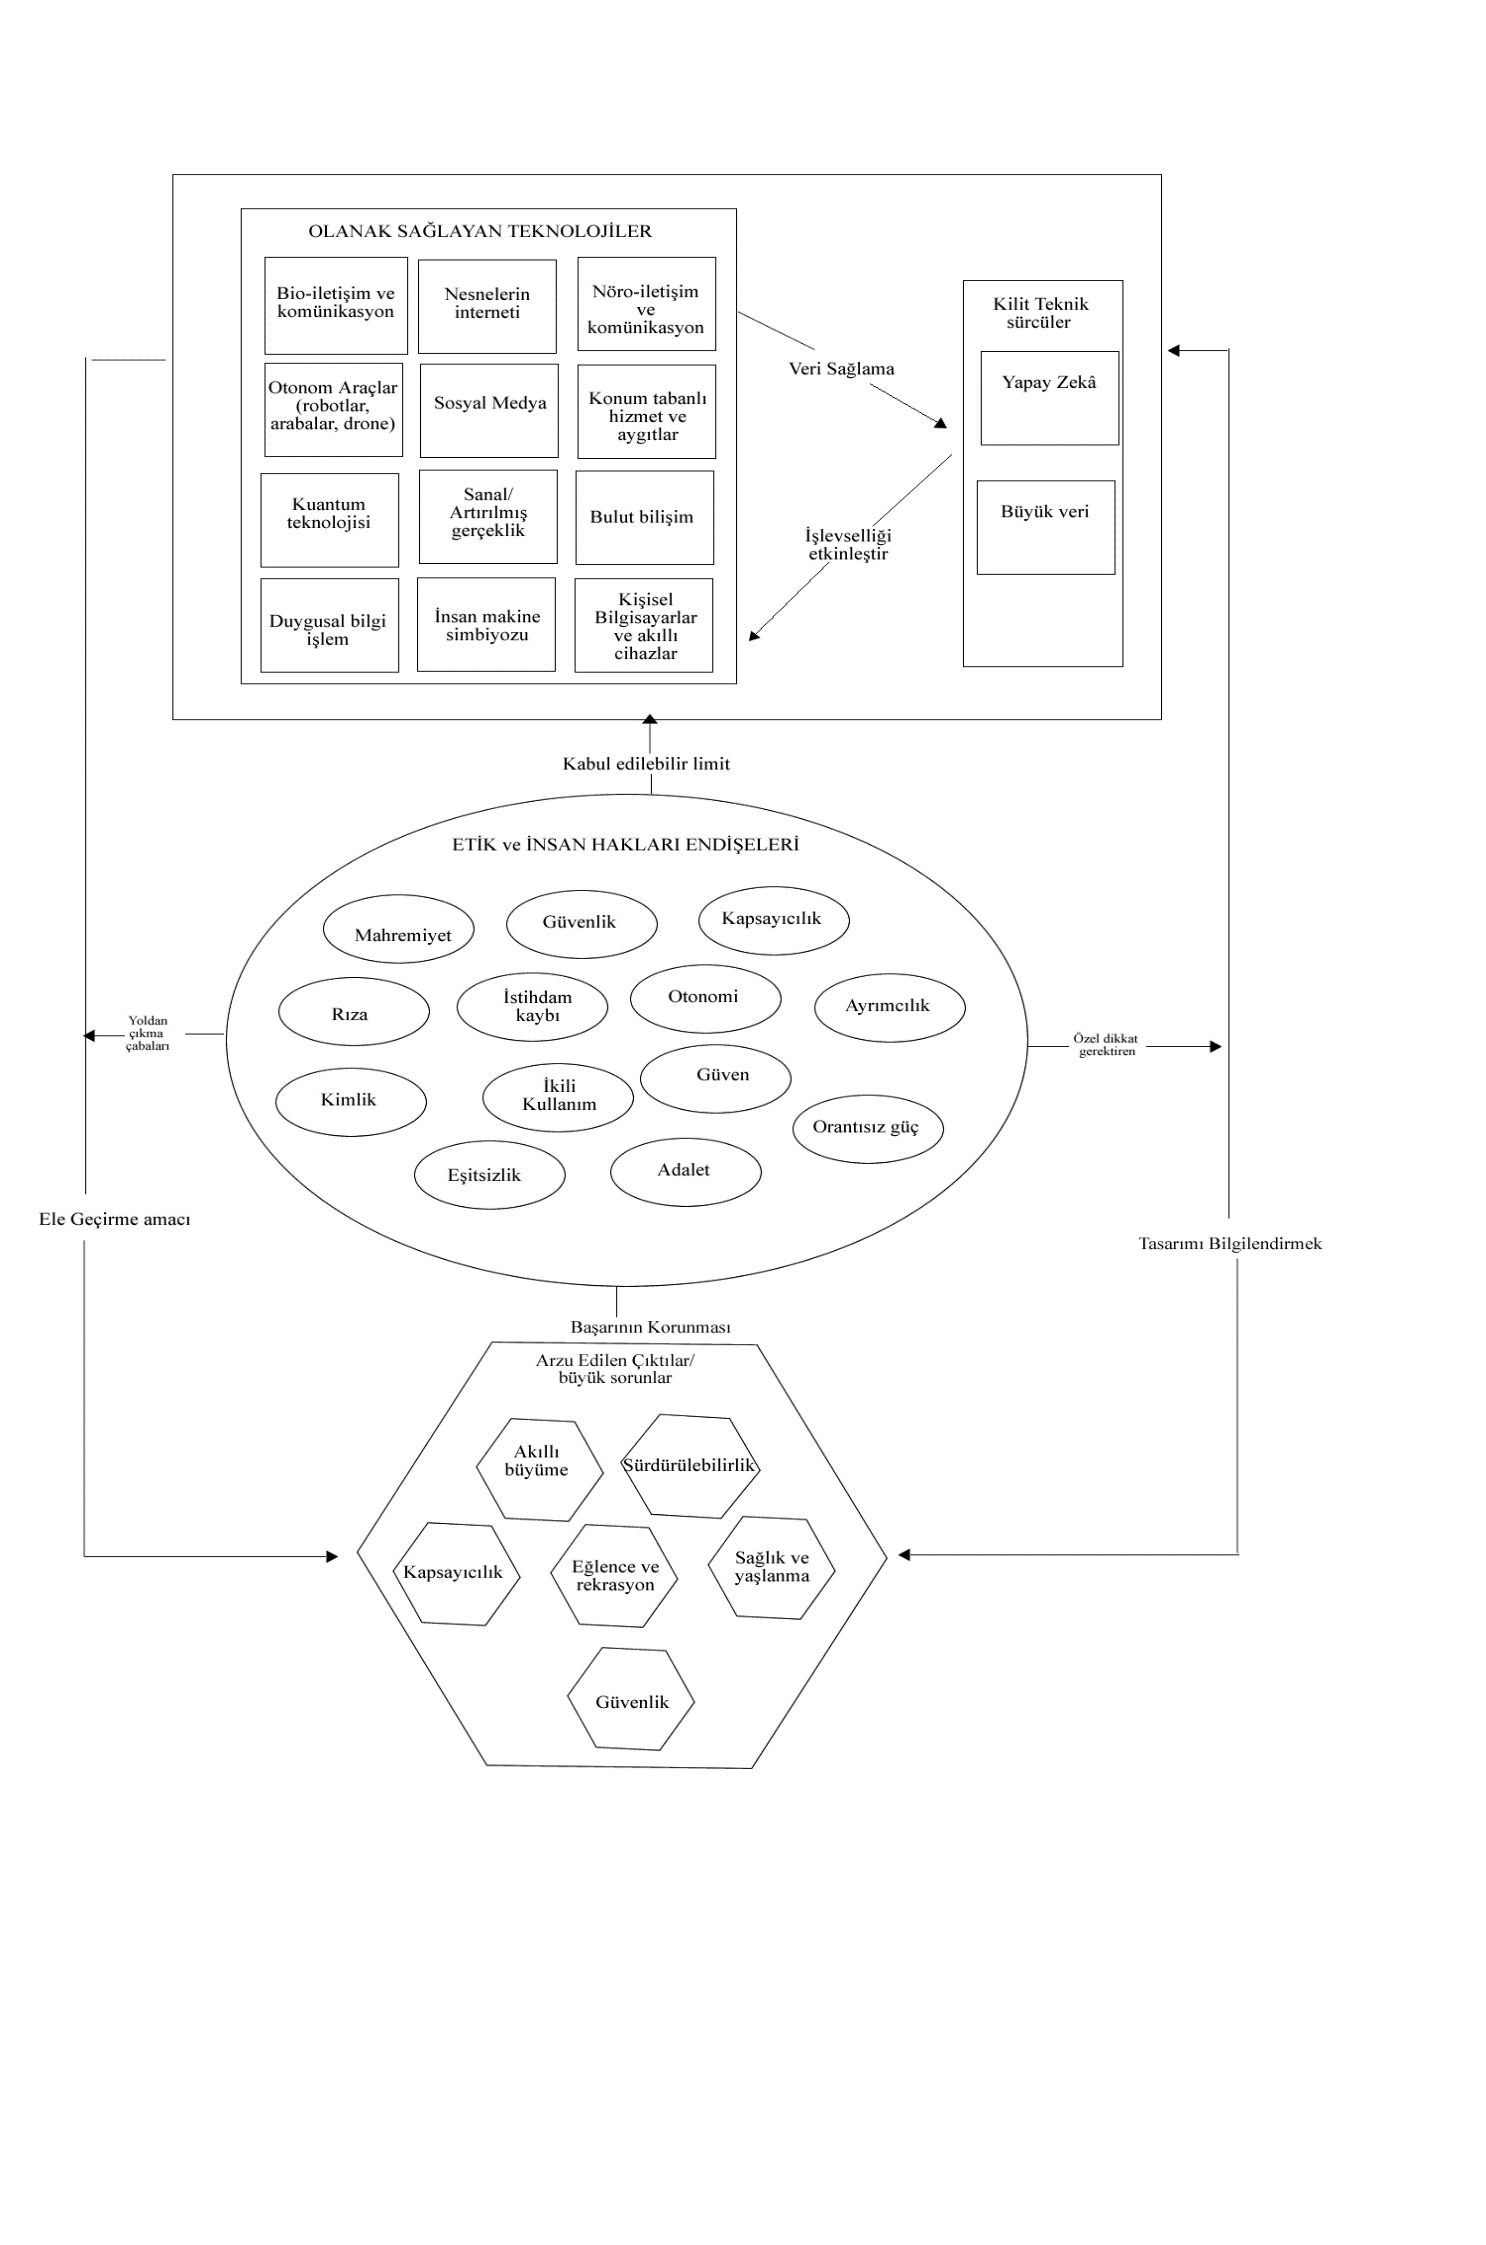 OLANAK SAĞLAYAN TEKNOLOJİLER
Bio-iletişim ve
komünikasyon
Nesnelerin
interneti
Nöro-iletişim
ve
komünikasyon
Otonom Araçlar
(robotlar,
arabalar, drone)
Sosyal Medya
Konum tabanlı
hizmet ve
aygıtlar
Kuantum
teknolojisi
Sanal/
Artırılmış
gerçeklik
Bulut bilişim
Duygusal bilgi
işlem
İnsan makine
simbiyozu
Kişisel
Bilgisayarlar
ve akıllı
cihazlar
Veri Sağlama
İşlevselliği
etkinleştir
Kilit Teknik
sürcüler
Yapay Zekâ
Büyük veri
Kabul edilebilir limit
ETİK ve İNSAN HAKLARI ENDİŞELERİ
Mahremiyet
Güvenlik
Kapsayıcılık
Rıza
İstihdam
kaybı
Otonomi
Ayrımcılık
Kimlik
İkili
Kullanım
Güven
Orantısız güç
Eşitsizlik
Adalet
Yoldan
çıkma
çabaları
Özel dikkat
gerektiren
Ele Geçirme amacı
Tasarımı Bilgilendirmek
Başarının Korunması
Arzu Edilen Çıktılar/
büyük sorunlar
Akıllı
büyüme
Sürdürülebilirlik
Kapsayıcılık
Eğlence ve
rekrasyon
Sağlık ve
yaşlanma
Güvenlik